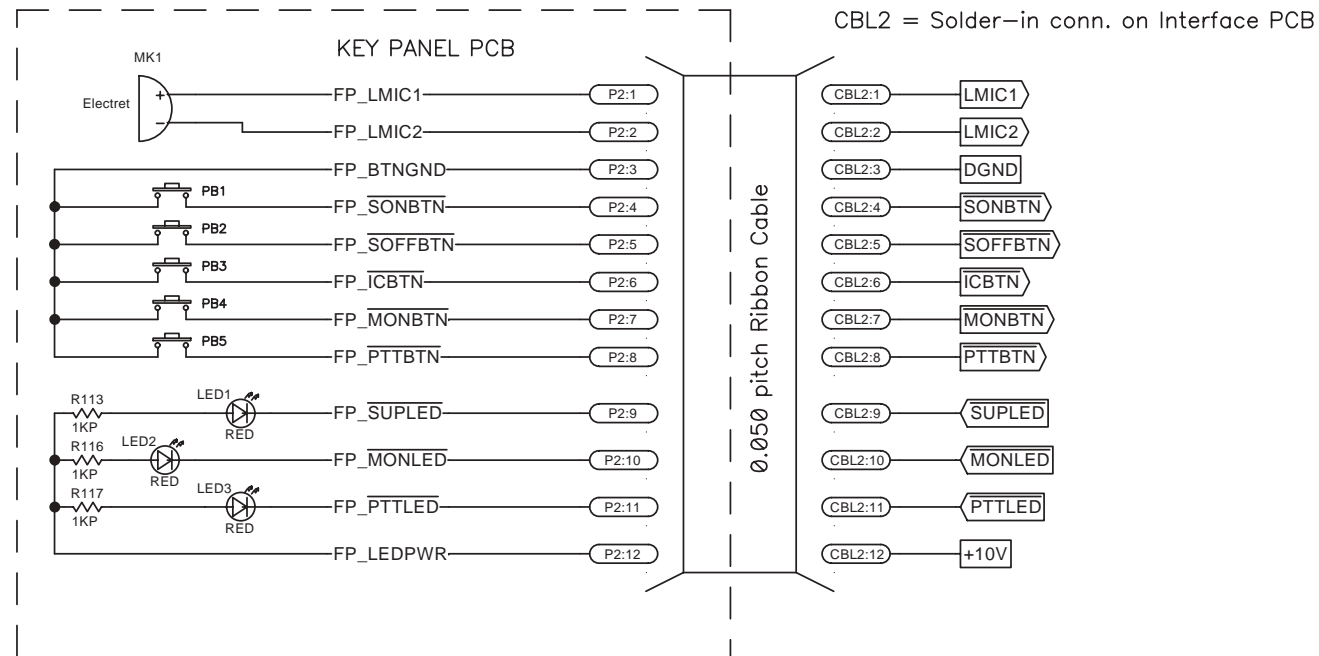 CBL2 = Solder-in conn. on Interface PCB
KEY PANEL PCB
MK1
Electret
+
-
FP_LMIC1
P2:1
CBL2:1
LMIC1
FP_LMIC2
P2:2
CBL2:2
LMIC2
FP_BTNGND
P2:3
CBL2:3
DGND
PB1
FP_SONBTN
P2:4
CBL2:4
SONBTN
PB2
FP_SOFFBTN
P2:5
CBL2:5
SOFFBTN
PB3
FP_ICBTN
P2:6
CBL2:6
ICBTN
PB4
FP_MONBTN
P2:7
CBL2:7
MONBTN
PB5
FP_PTTBTN
P2:8
CBL2:8
PTTBTN
0.050 pitch Ribbon Cable
R113
1KP
LED1
RED
FP_SUPLED
P2:9
CBL2:9
SUPLED
R116
1KP
LED2
RED
FP_MONLED
P2:10
CBL2:10
MONLED
R117
1KP
LED3
RED
FP_PTTLED
P2:11
CBL2:11
PTTLED
FP_LEDPWR
P2:12
CBL2:12
+10V